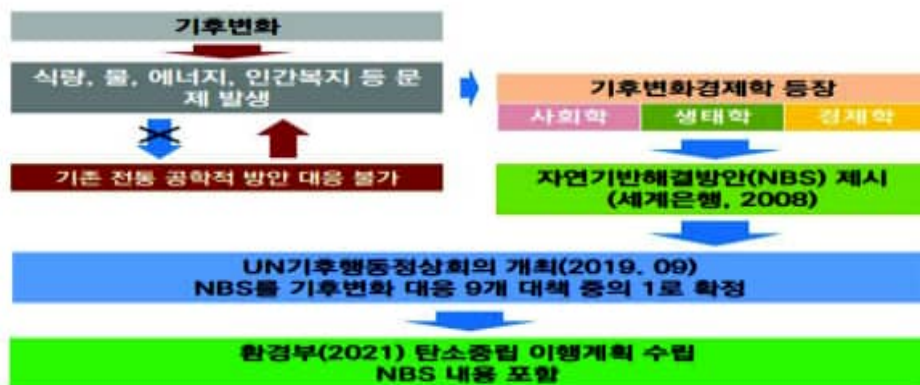 기후변화
식량, 물, 에너지, 인간복지 등 문
제 발생
기존 전통 공학적 방안 대응 불가
기후변화경제학 등장
사회학 생태학 경제학
자연기반해결방안(NBS) 제시
(세계은행, 2008)
UN기후행동정상회의 개최(2019. 09)
NBS를 기후변화 대응 9개 대책 중의 1로 확정
환경부(2021) 탄소중립 이행계획 수립
NBS 내용 포함